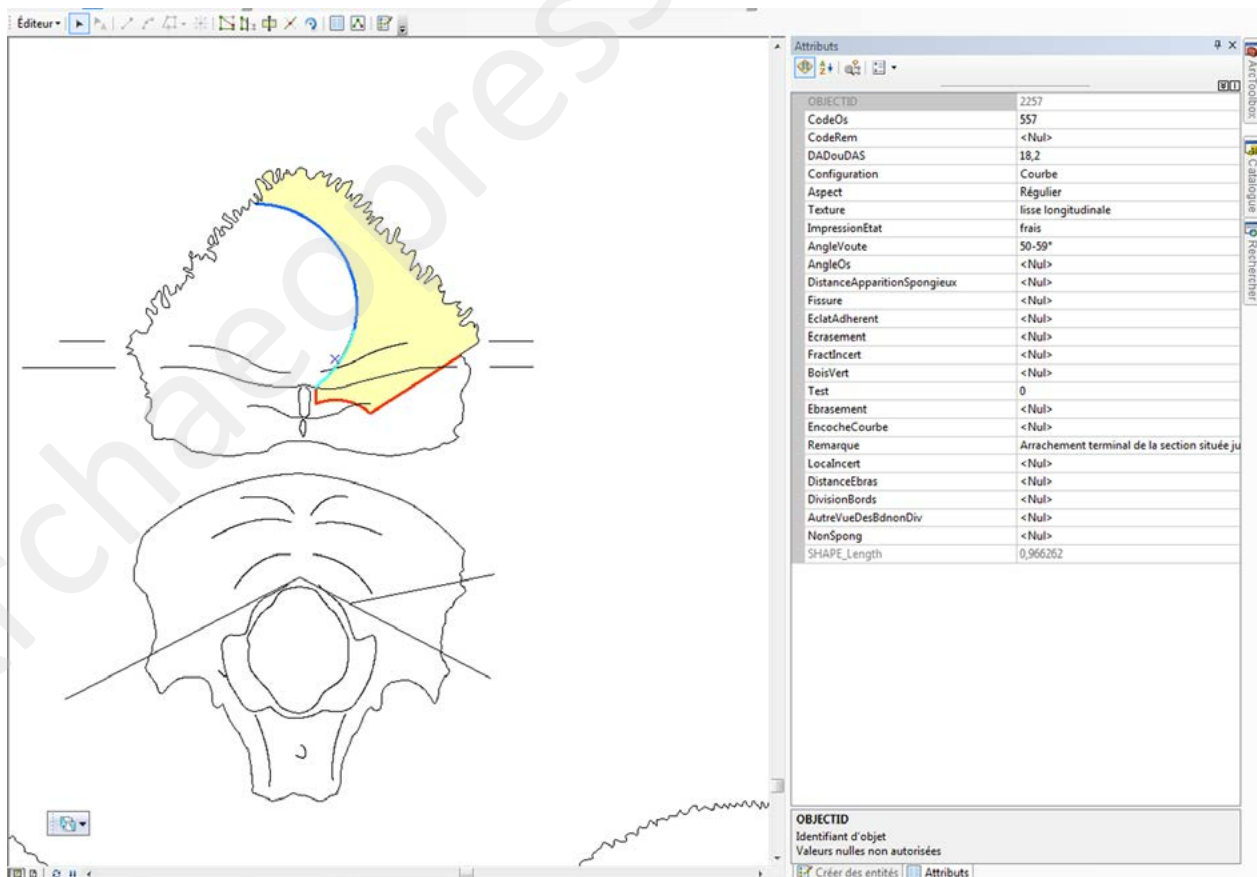 Éditeur
Attributs
OBJECTID 2257
CodeOs 557
CodeRem <Nul>
DADouDAS 18,2
Configuration Courbe
Aspect Régulier
Texture lisse longitudinale
ImpressionEtat frais
AngleVoute 50-59°
AngleOs <Nul>
DistanceApparitionSpongieux <Nul>
Fissure <Nul>
EclatAdherent <Nul>
Ecrasement <Nul>
FractIncert <Nul>
BoisVert <Nul>
Test 0
Ebrasement <Nul>
EncocheCourbe <Nul>
Remarque Arrachement terminal de la section située ju
LocaIncert <Nul>
DistanceEbras <Nul>
DivisionBords <Nul>
AutreVueDesBdnonDiv <Nul>
NonSpong <Nul>
SHAPE_Length 0,966262
OBJECTID
Identifiant d'objet
Valeurs nulles non autorisées
Créer des entités Attributs
ArcToolbox
Catalogue
Rechercher